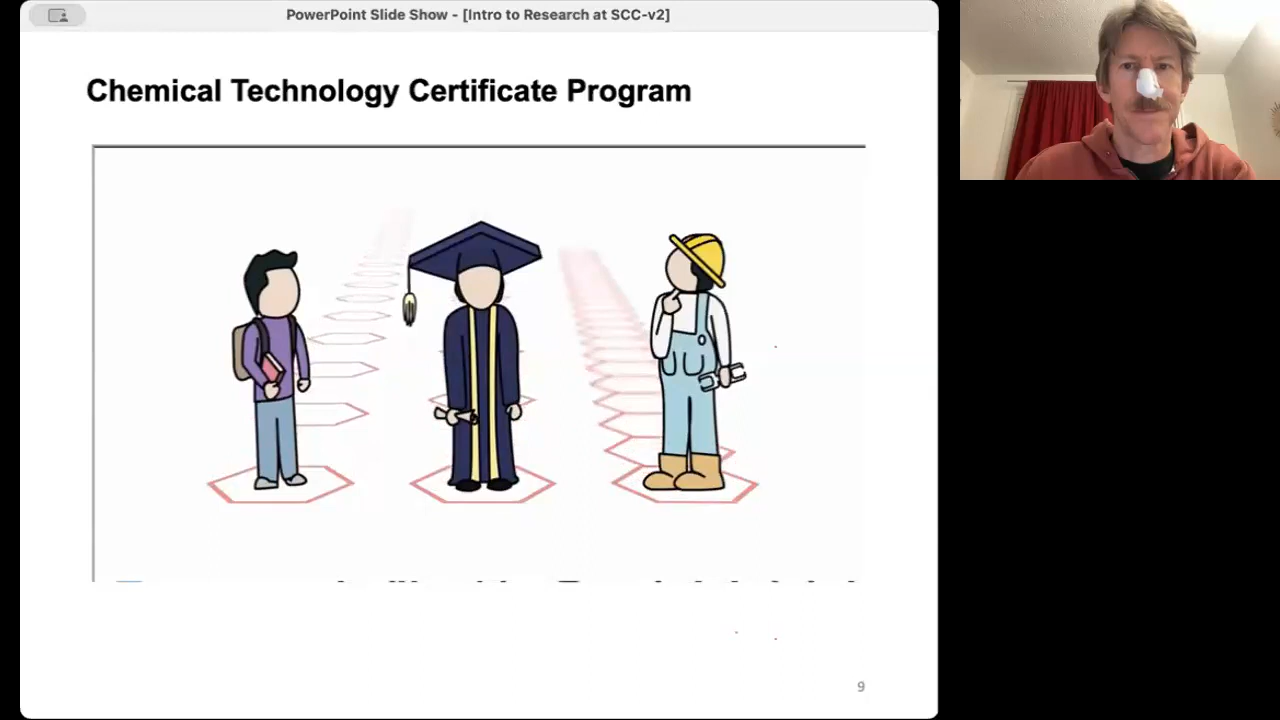 PowerPoint Slide Show - [Intro to Research at SCC-v2]
Chemical Technology Certificate Program
9